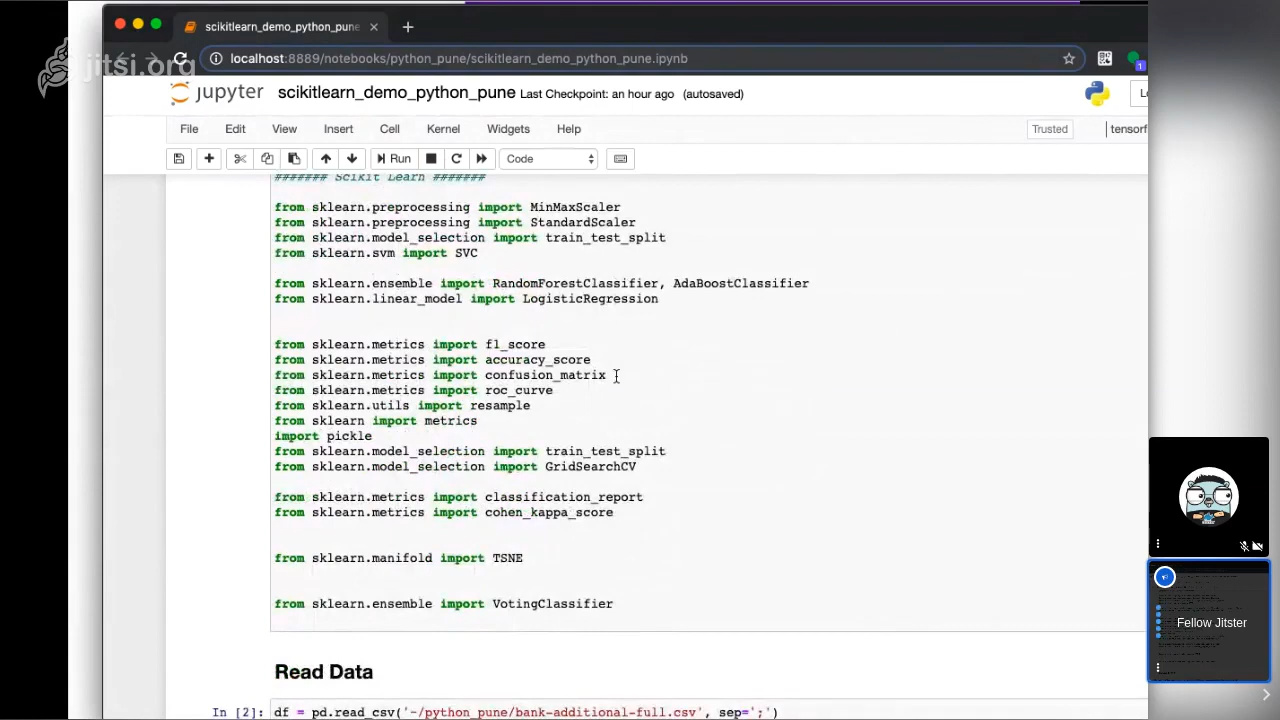 scikitlearn_demo_python_pune
jitsi.org
localhost:8889/notebooks/python_pune/scikitlearn_demo_python_pune.ipynb
1
jupyter scikitlearn_demo_python_pune Last Checkpoint: an hour ago (autosaved)
File Edit View Insert Cell Kernel Widgets Help Trusted tensorf
Run Code
####### Scikit Learn #######
from sklearn.preprocessing import MinMaxScaler
from sklearn.preprocessing import StandardScaler
from sklearn.model_selection import train_test_split
from sklearn.svm import SVC
from sklearn.ensemble import RandomForestClassifier, AdaBoostClassifier
from sklearn.linear_model import LogisticRegression
from sklearn.metrics import f1_score
from sklearn.metrics import accuracy_score
from sklearn.metrics import confusion_matrix
from sklearn.metrics import roc_curve
from sklearn.utils import resample
from sklearn import metrics
import pickle
from sklearn.model_selection import train_test_split
from sklearn.model_selection import GridSearchCV
from sklearn.metrics import classification_report
from sklearn.metrics import cohen_kappa_score
from sklearn.manifold import TSNE
from sklearn.ensemble import VotingClassifier
Fellow Jitster
Read Data
In [2]: df = pd.read_csv('~/python_pune/bank-additional-full.csv', sep=';')